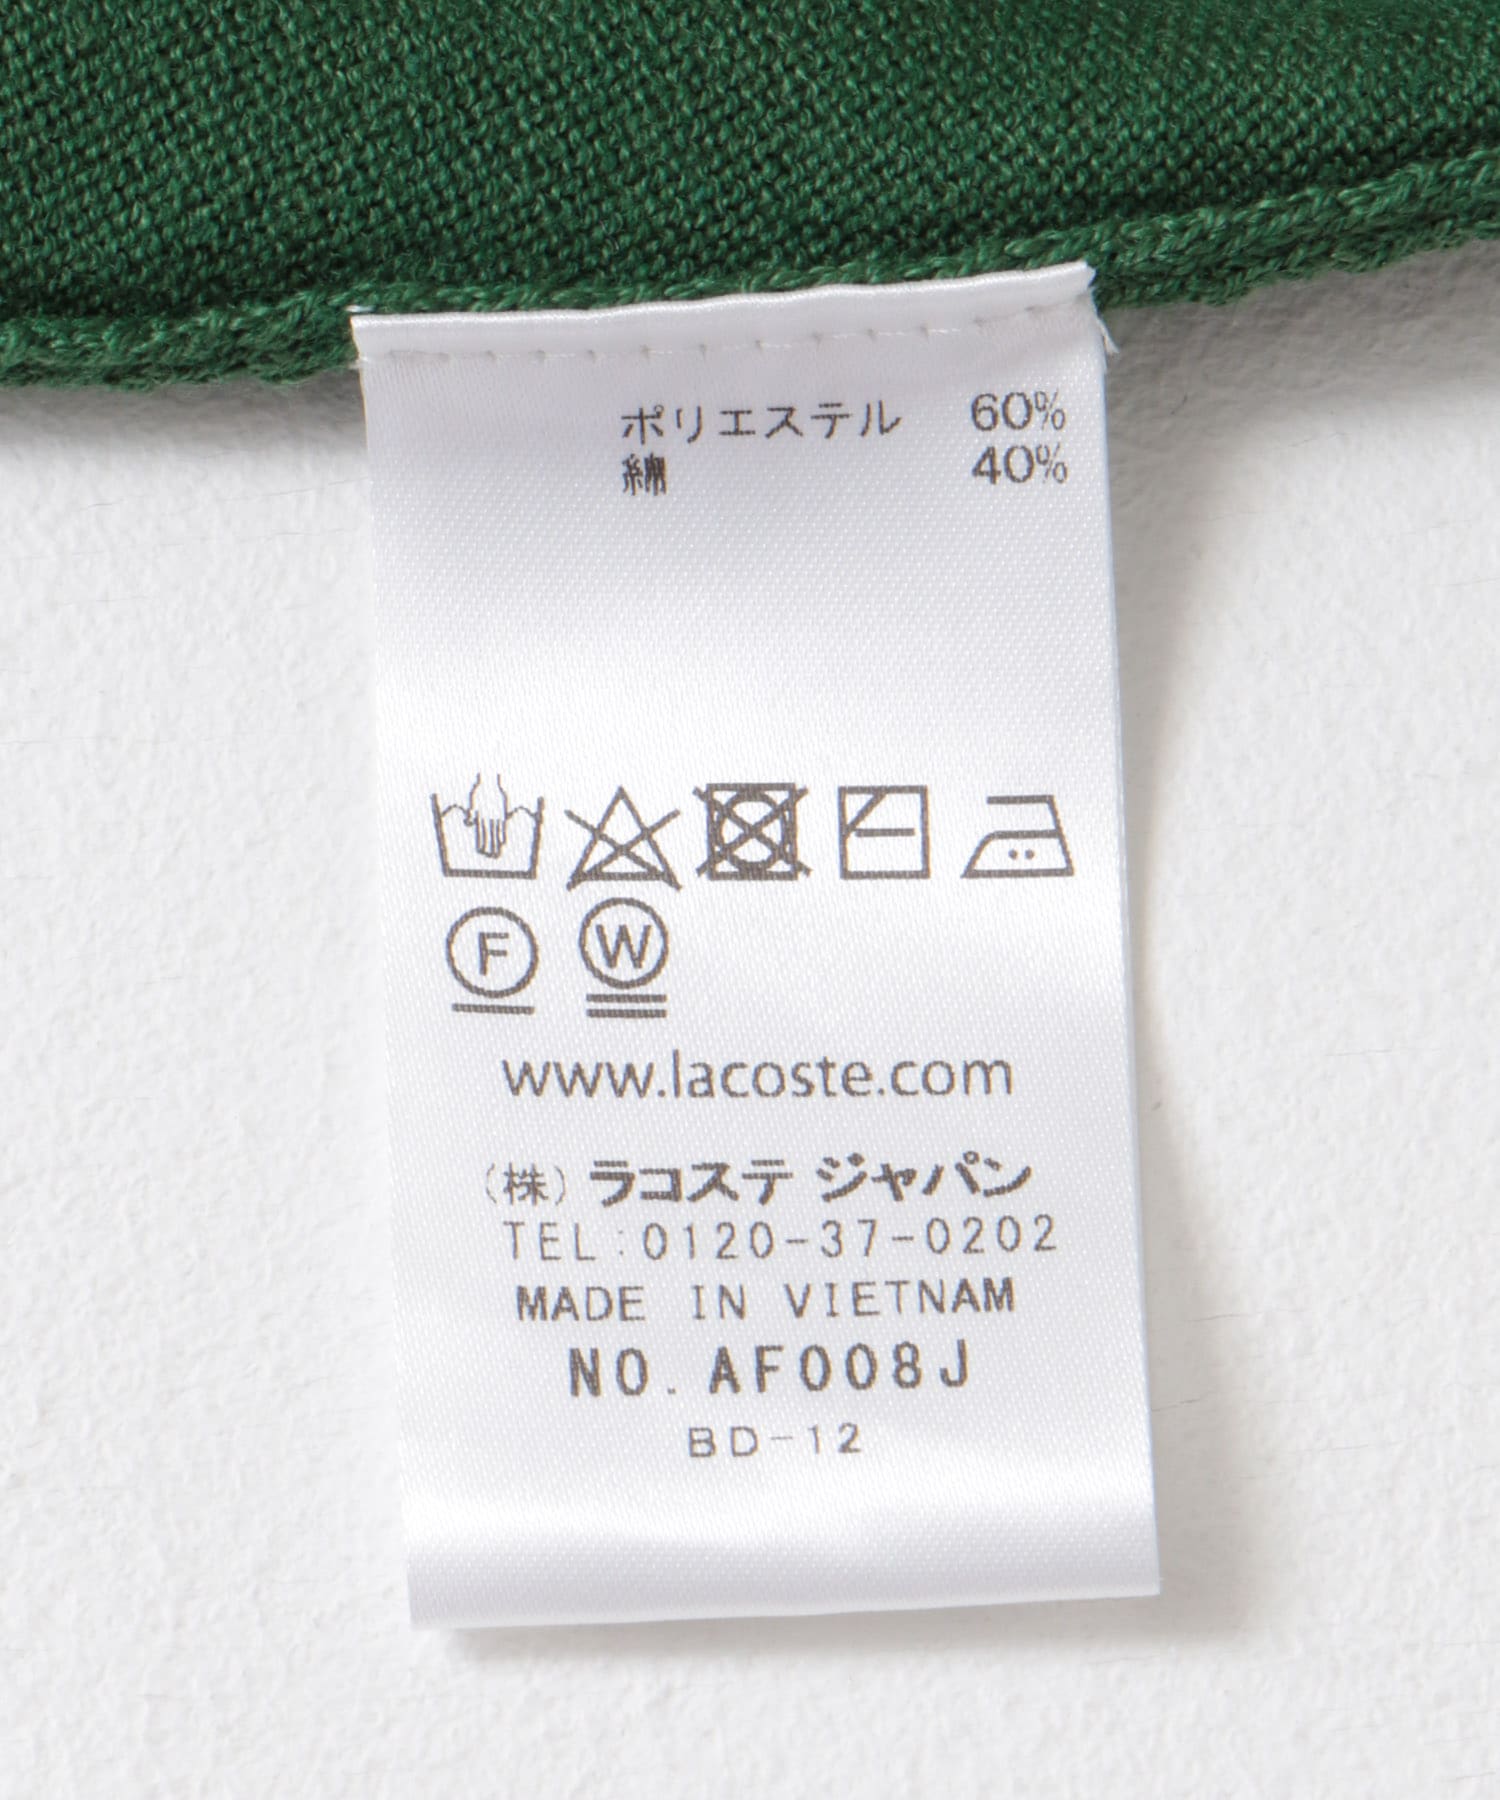 ポリエステル 60%
綿 40%
F W
www.lacoste.com
(株) ラコステ ジャパン
TEL:0120-37-0202
MADE IN VIETNAM
NO. AF008J
BD-12